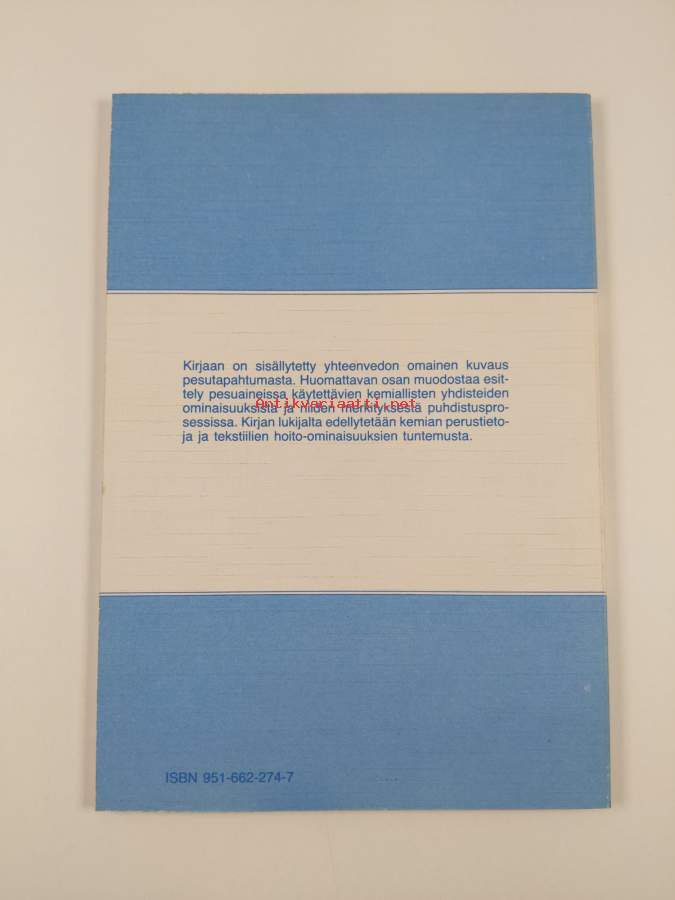 Kirjaan on sisällytetty yhteenvedon omainen kuvaus
pesutapahtumasta. Huomattavan osan muodostaa esit-
tely pesuaineissa käytettävien kemiallisten yhdisteiden
Antikvariaatti.net
ominaisuuksista ja niiden merkityksestä puhdistuspro-
sessissa. Kirjan lukijalta edellytetään kemian perustieto-
ja ja tekstiilien hoito-ominaisuuksien tuntemusta.
ISBN 951-662-274-7